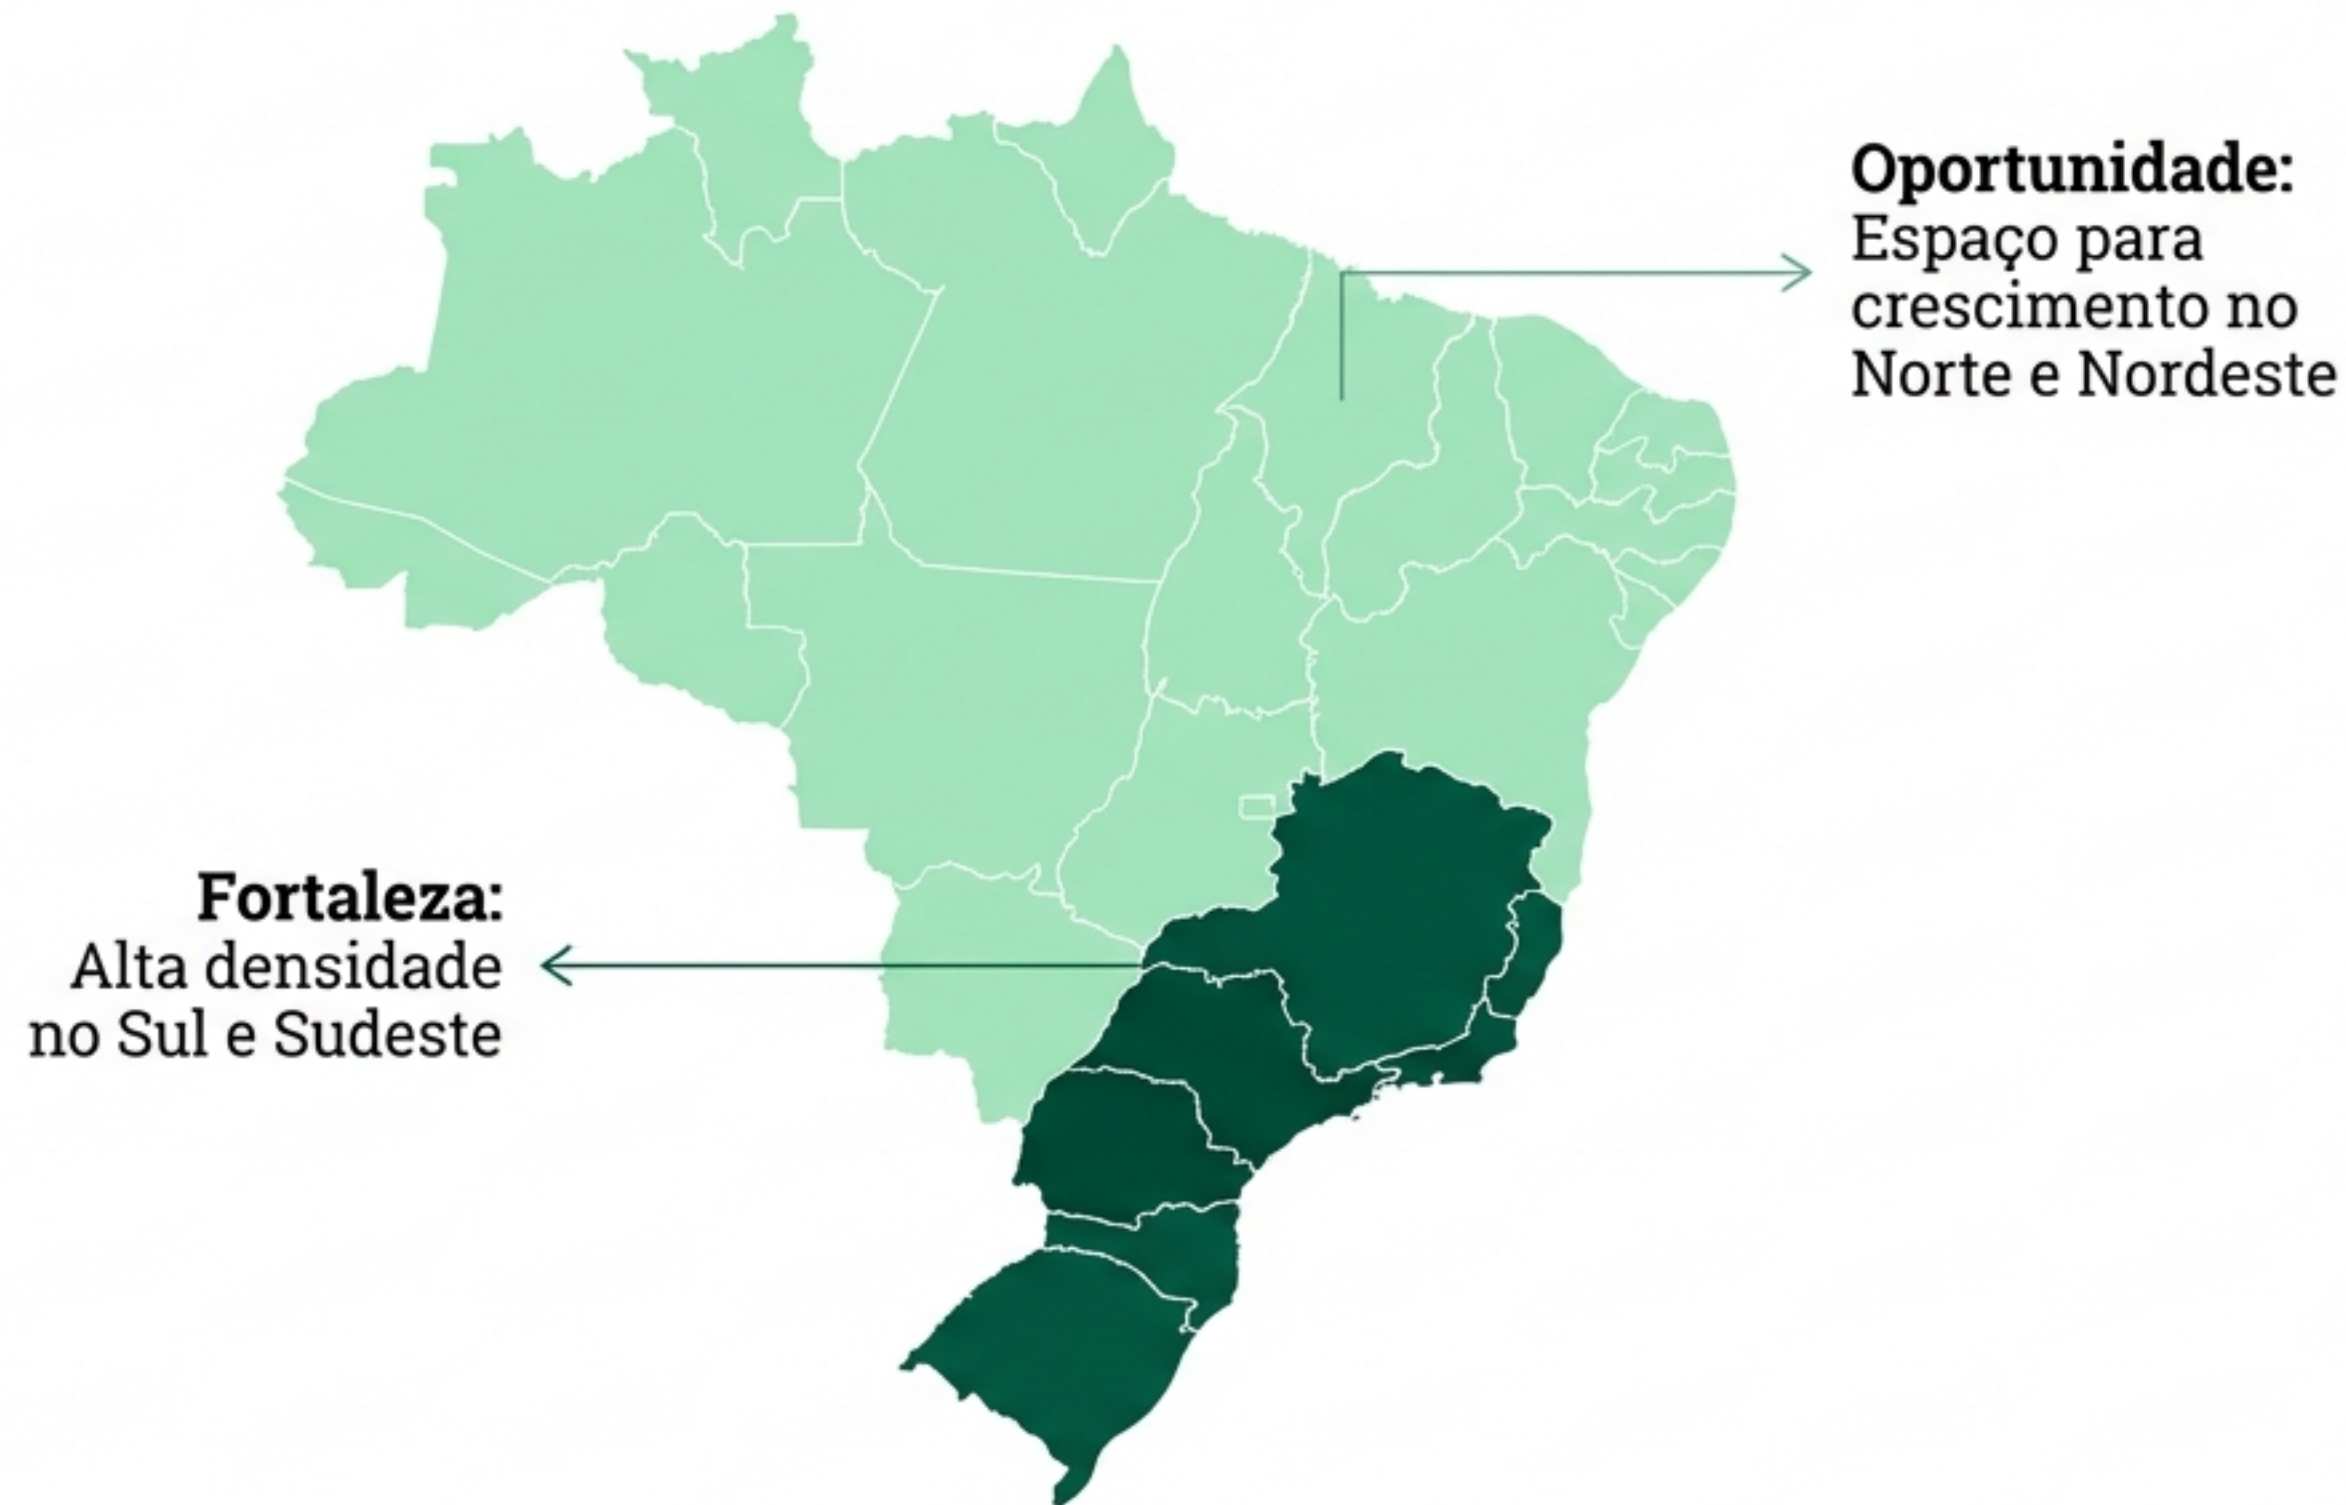 Oportunidade:
Espaço para
crescimento no
Norte e Nordeste
Fortaleza:
Alta densidade
no Sul e Sudeste